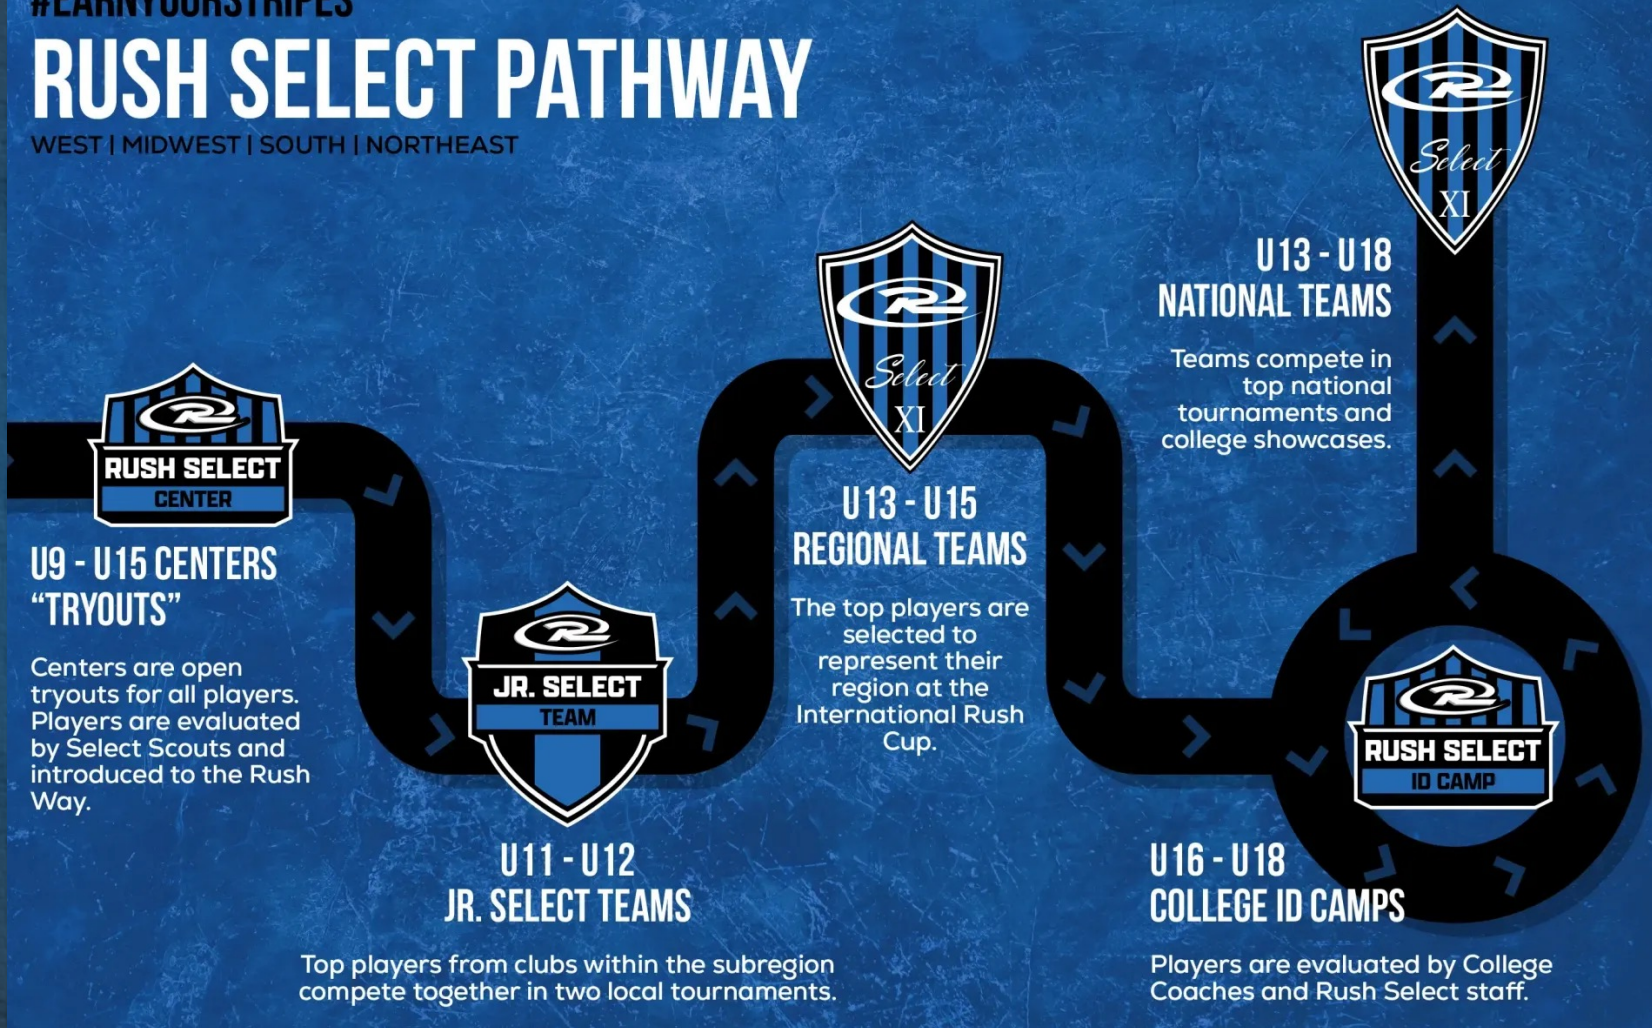 #EARNYOURSTRIPES
RUSH SELECT PATHWAY
WEST | MIDWEST | SOUTH | NORTHEAST
RUSH SELECT
CENTER
U9 - U15 CENTERS
“TRYOUTS”
Centers are open
tryouts for all players.
Players are evaluated
by Select Scouts and
introduced to the Rush
Way.
JR. SELECT
TEAM
U11 - U12
JR. SELECT TEAMS
Top players from clubs within the subregion
compete together in two local tournaments.
R
Select
XI
U13 - U15
REGIONAL TEAMS
The top players are
selected to
represent their
region at the
International Rush
Cup.
RUSH SELECT
ID CAMP
U16 - U18
COLLEGE ID CAMPS
Players are evaluated by College
Coaches and Rush Select staff.
R
Select
XI
U13 - U18
NATIONAL TEAMS
Teams compete in
top national
tournaments and
college showcases.